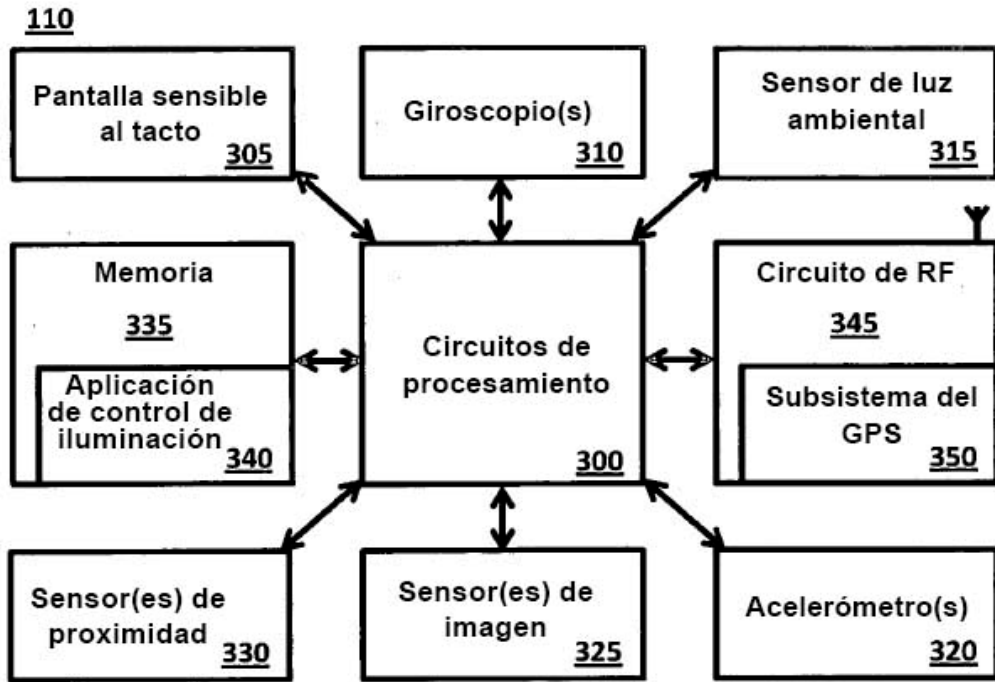 110
Pantalla sensible
al tacto
305
Giroscopio(s)
310
Sensor de luz
ambiental
315
Memoria
335
Aplicación
de control de
iluminación
340
Circuitos de
procesamiento
300
Circuito de RF
345
Subsistema del
GPS
350
Sensor(es) de
proximidad
330
Sensor(es) de
imagen
325
Acelerómetro(s)
320